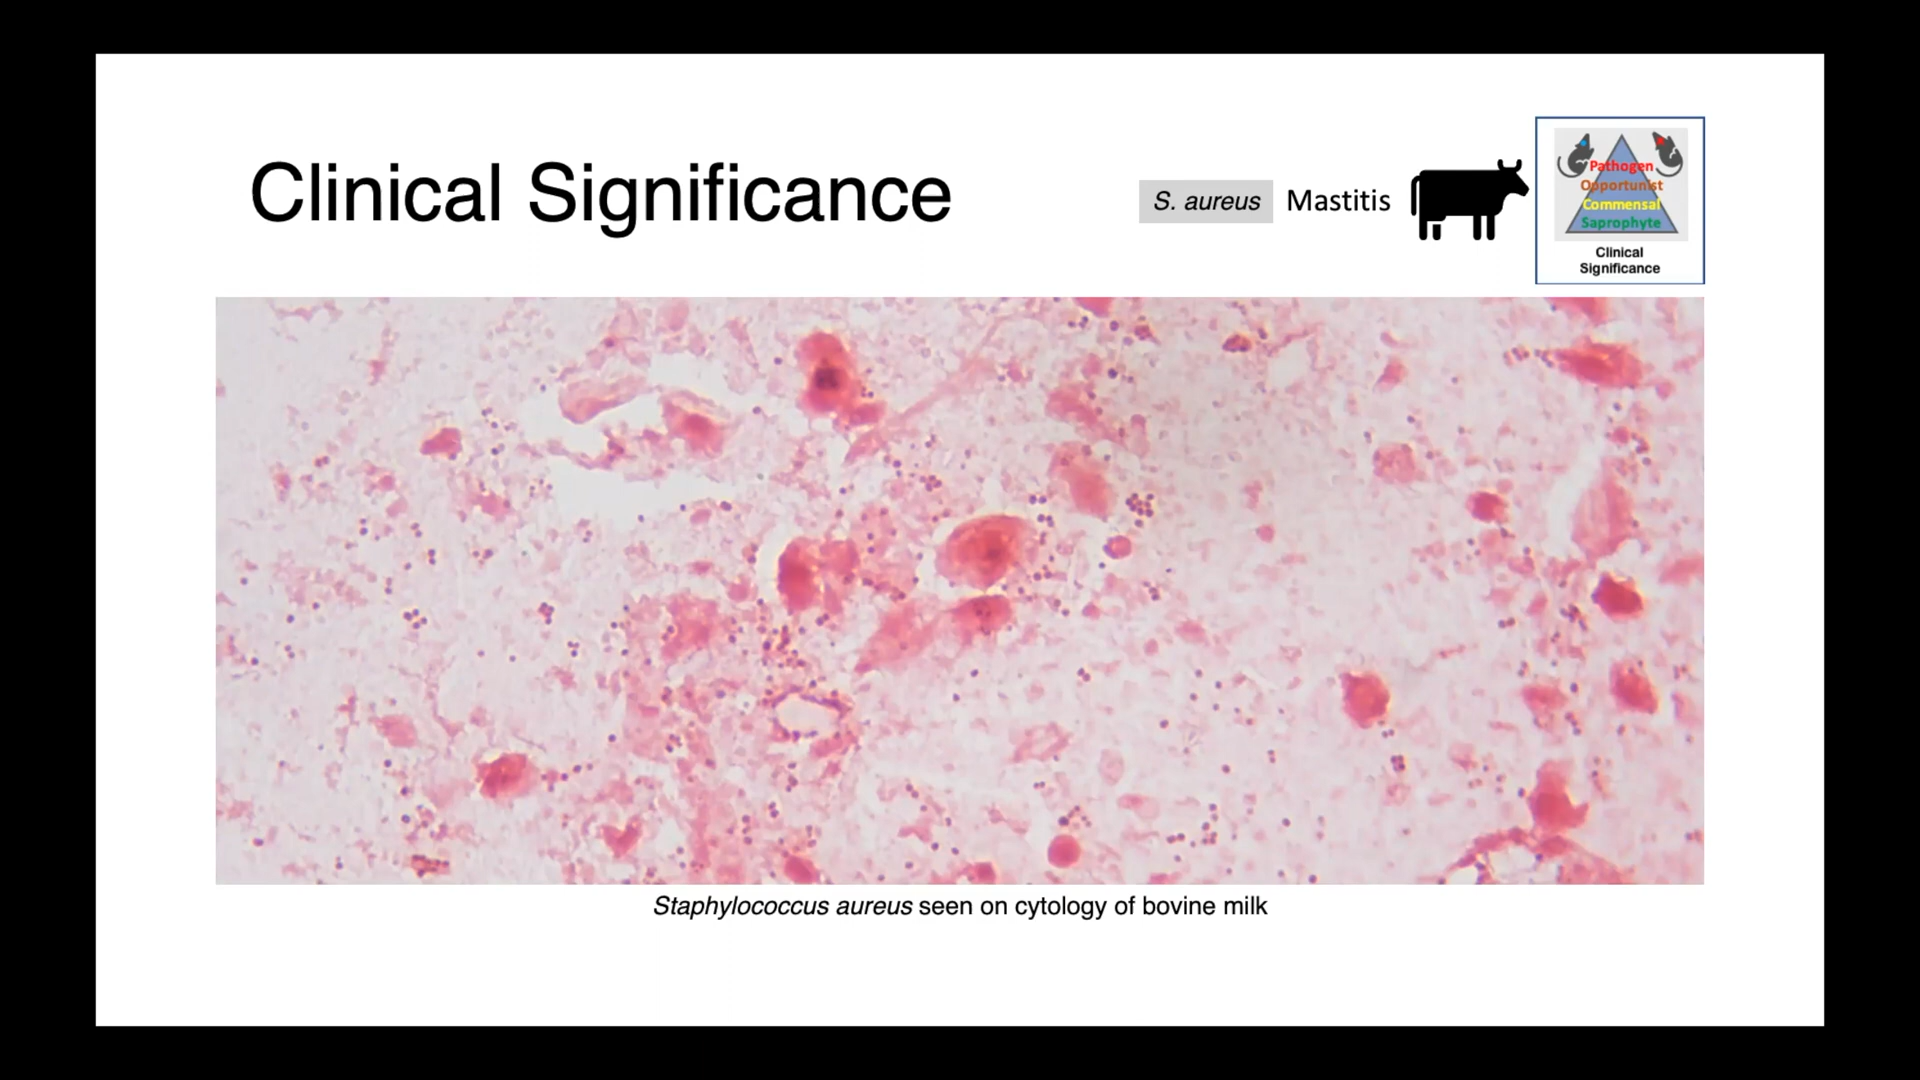 Clinical Significance
S. aureus Mastitis
Pathogen
Opportunist
Commensal
Saprophyte
Clinical
Significance
Staphylococcus aureus seen on cytology of bovine milk